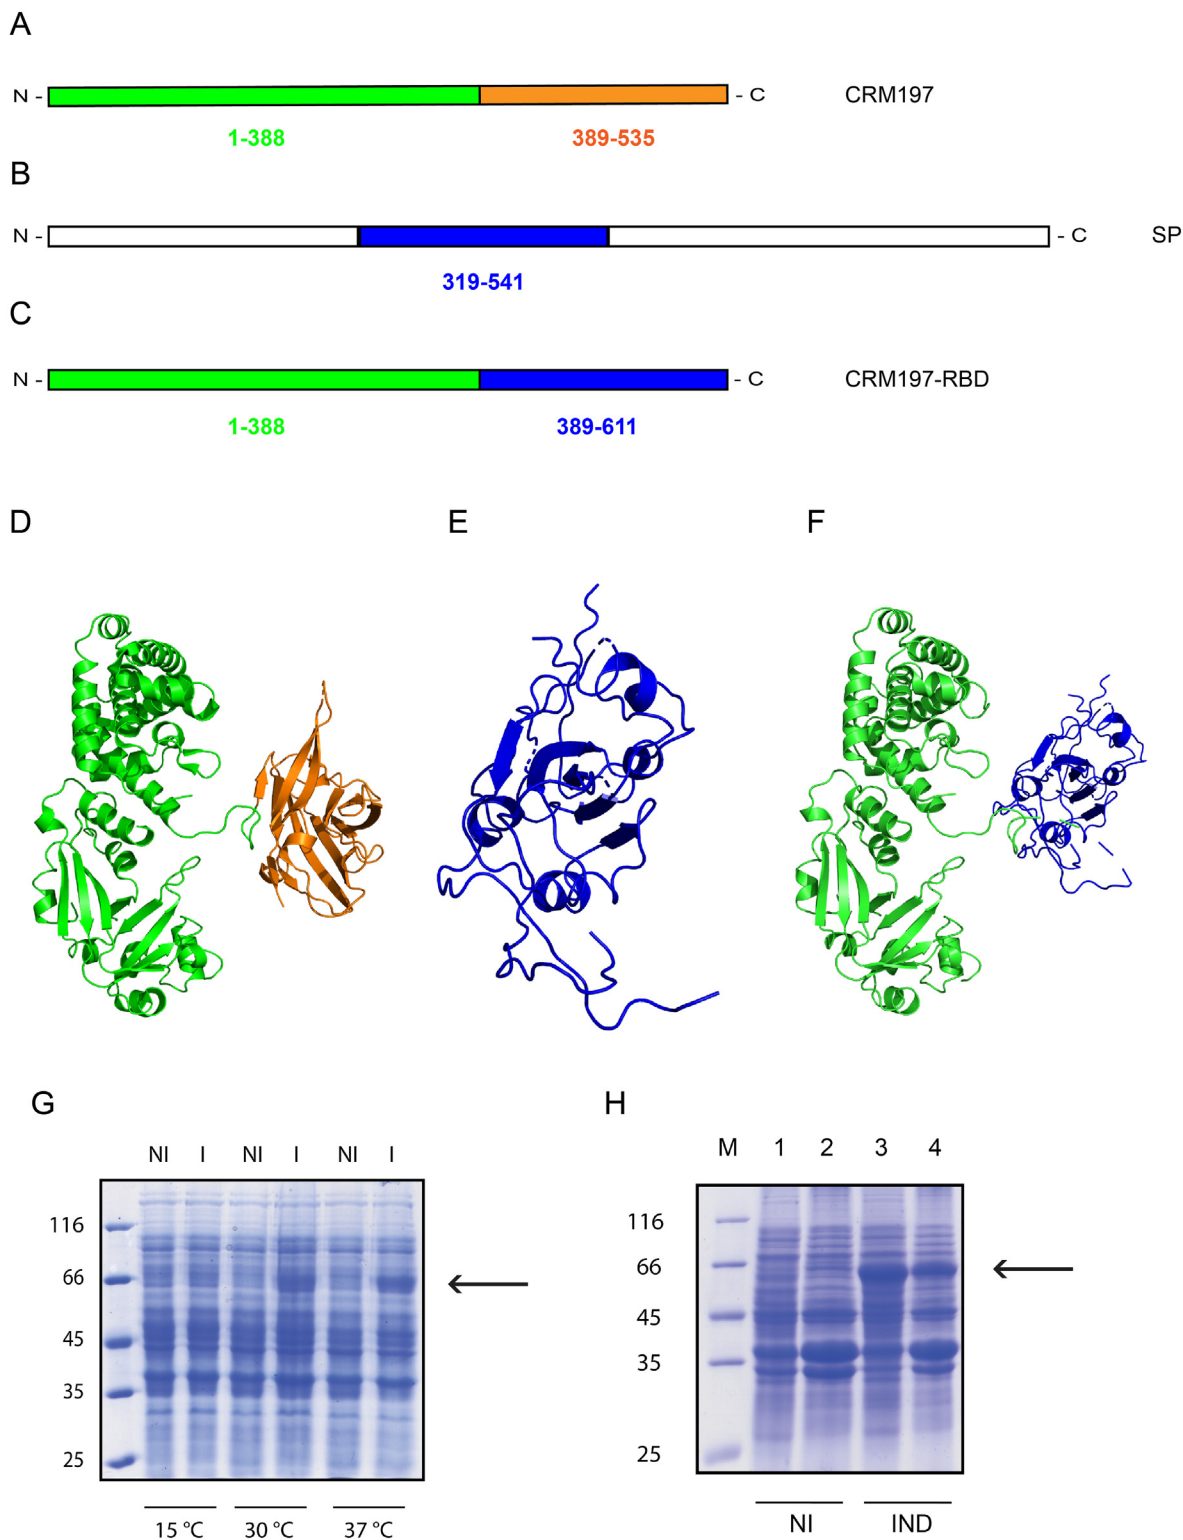 A
N - - C CRM197
1-388 389-535
B
N - - C SP
319-541
C
N - - C CRM197-RBD
1-388 389-611
D E F
G
NI I NI I NI I
116
66
45
35
25
15 °C 30 °C 37 °C
H
M 1 2 3 4
116
66
45
35
25
NI IND